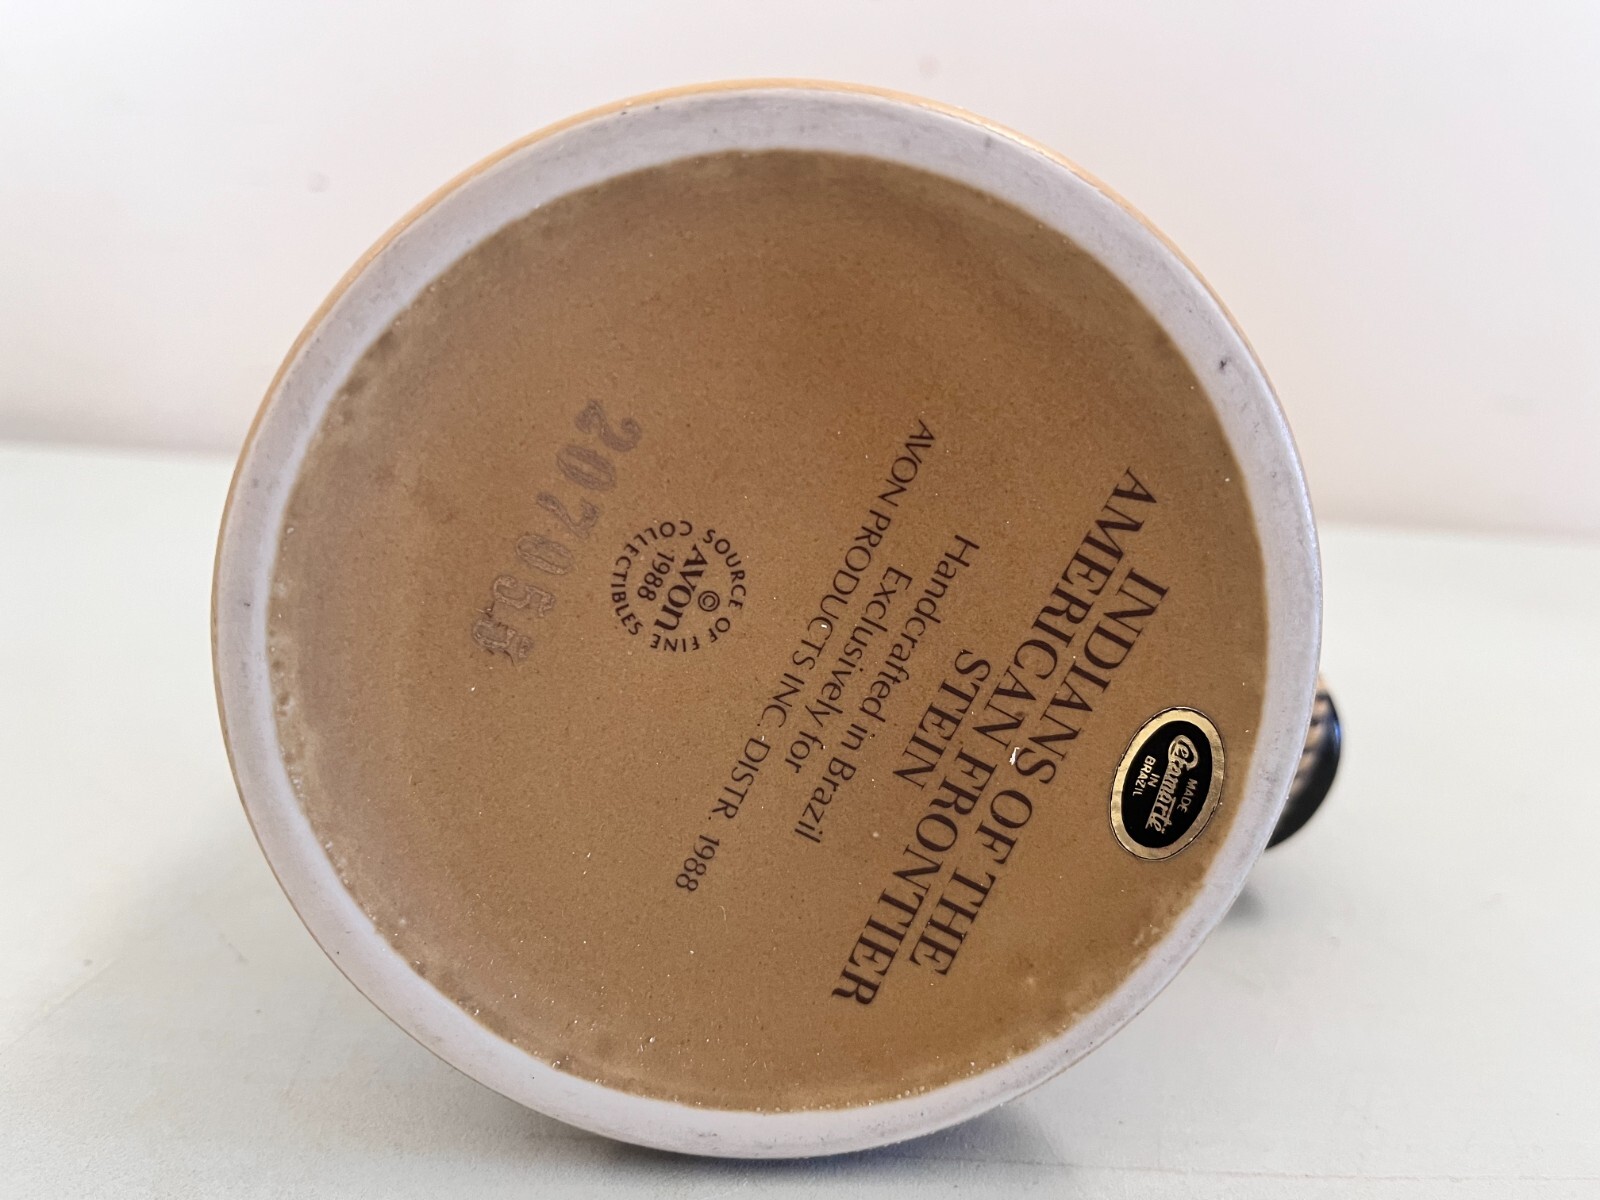 INDIANS OF THE
AMERICAN FRONTIER
STEIN
Handcrafted in Brazil
Exclusively for
AVON PRODUCTS INC. DISTR. 1988
SOURCE OF FINE COLLECTIBLES
©
AVON
1988
207055
MADE
Ceramarte
IN
BRAZIL